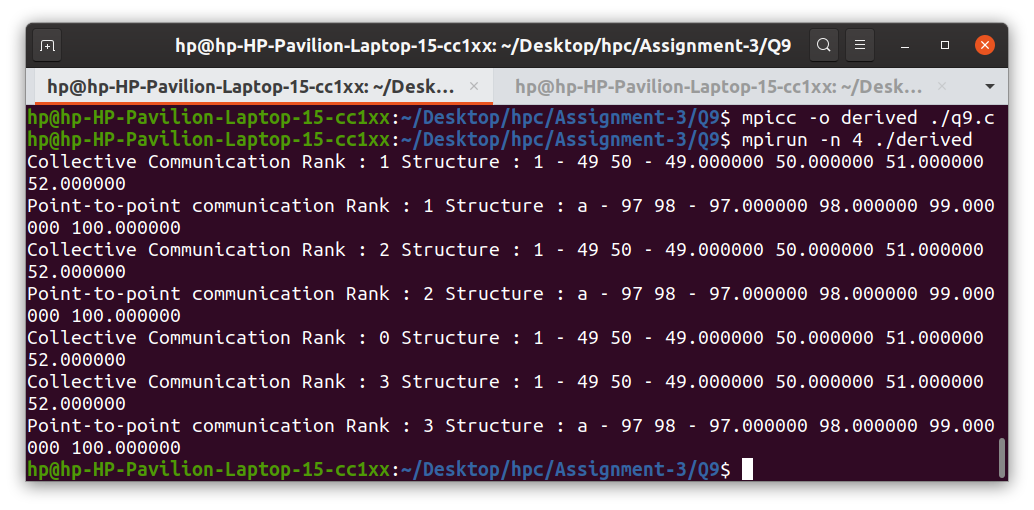 hp@hp-HP-Pavilion-Laptop-15-cc1xx: ~/Desktop/hpc/Assignment-3/Q9
hp@hp-HP-Pavilion-Laptop-15-cc1xx: ~/Desk... × hp@hp-HP-Pavilion-Laptop-15-cc1xx: ~/Desk... ×
hp@hp-HP-Pavilion-Laptop-15-cc1xx:~/Desktop/hpc/Assignment-3/Q9$ mpicc -o derived ./q9.c
hp@hp-HP-Pavilion-Laptop-15-cc1xx:~/Desktop/hpc/Assignment-3/Q9$ mpirun -n 4 ./derived
Collective Communication Rank : 1 Structure : 1 - 49 50 - 49.000000 50.000000 51.000000
52.000000
Point-to-point communication Rank : 1 Structure : a - 97 98 - 97.000000 98.000000 99.000
000 100.000000
Collective Communication Rank : 2 Structure : 1 - 49 50 - 49.000000 50.000000 51.000000
52.000000
Point-to-point communication Rank : 2 Structure : a - 97 98 - 97.000000 98.000000 99.000
000 100.000000
Collective Communication Rank : 0 Structure : 1 - 49 50 - 49.000000 50.000000 51.000000
52.000000
Collective Communication Rank : 3 Structure : 1 - 49 50 - 49.000000 50.000000 51.000000
52.000000
Point-to-point communication Rank : 3 Structure : a - 97 98 - 97.000000 98.000000 99.000
000 100.000000
hp@hp-HP-Pavilion-Laptop-15-cc1xx:~/Desktop/hpc/Assignment-3/Q9$